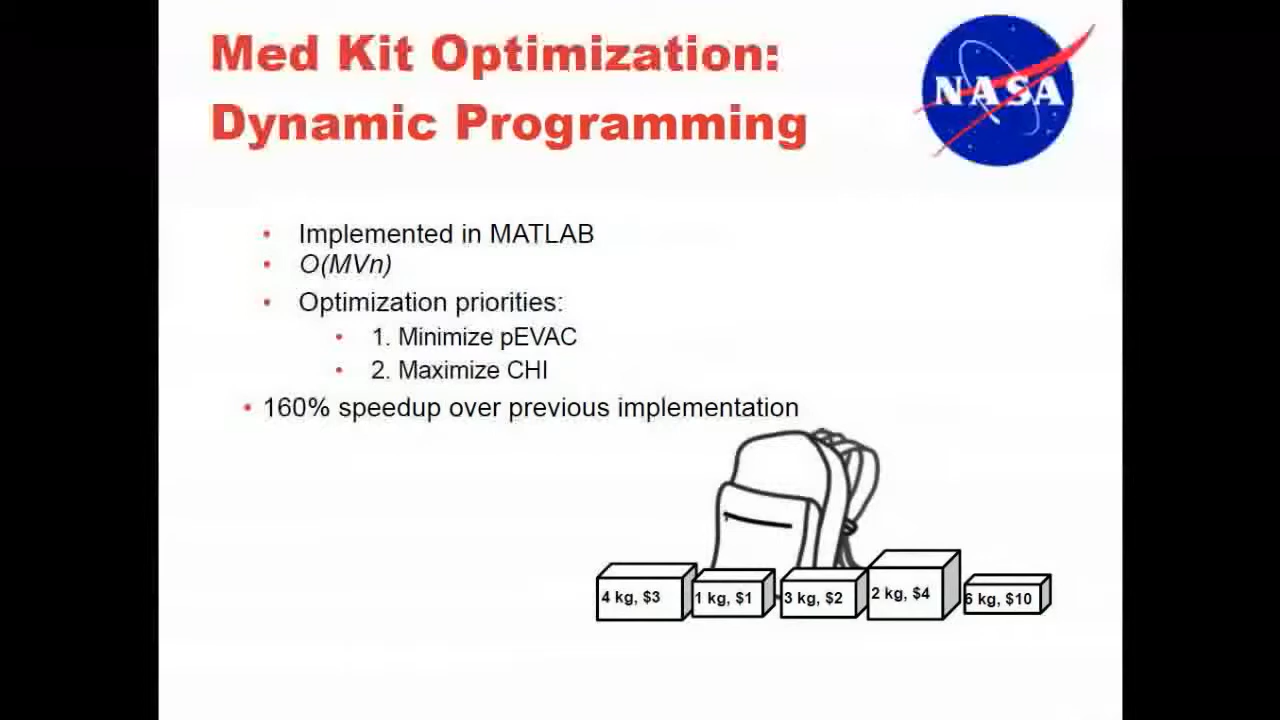 Med Kit Optimization:
Dynamic Programming
NASA
• Implemented in MATLAB
• O(MVn)
• Optimization priorities:
• 1. Minimize pEVAC
• 2. Maximize CHI
• 160% speedup over previous implementation
4 kg, $3
1 kg, $1
3 kg, $2
2 kg, $4
6 kg, $10